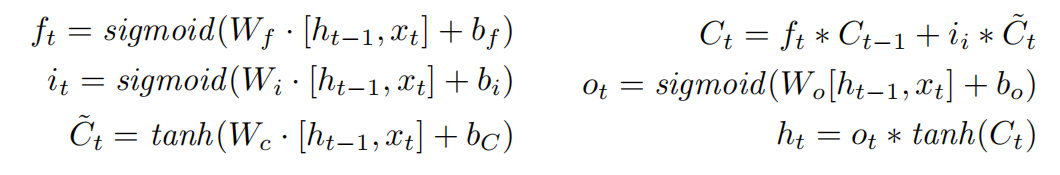 f_t = sigmoid(W_f · [h_{t−1}, x_t] + b_f)
i_t = sigmoid(W_i · [h_{t−1}, x_t] + b_i)
C̃_t = tanh(W_c · [h_{t−1}, x_t] + b_C)
C_t = f_t ∗ C_{t−1} + i_i ∗ C̃_t
o_t = sigmoid(W_o[h_{t−1}, x_t] + b_o)
h_t = o_t ∗ tanh(C_t)